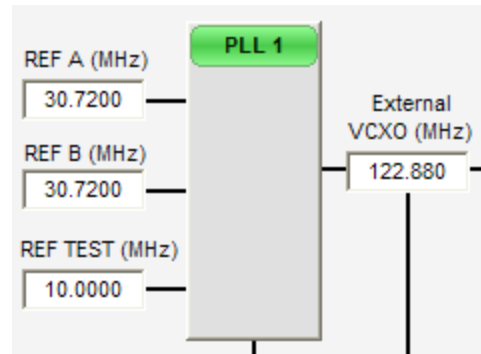 PLL 1
REF A (MHz)
30.7200
External
VCXO (MHz)
122.880
REF B (MHz)
30.7200
REF TEST (MHz)
10.0000